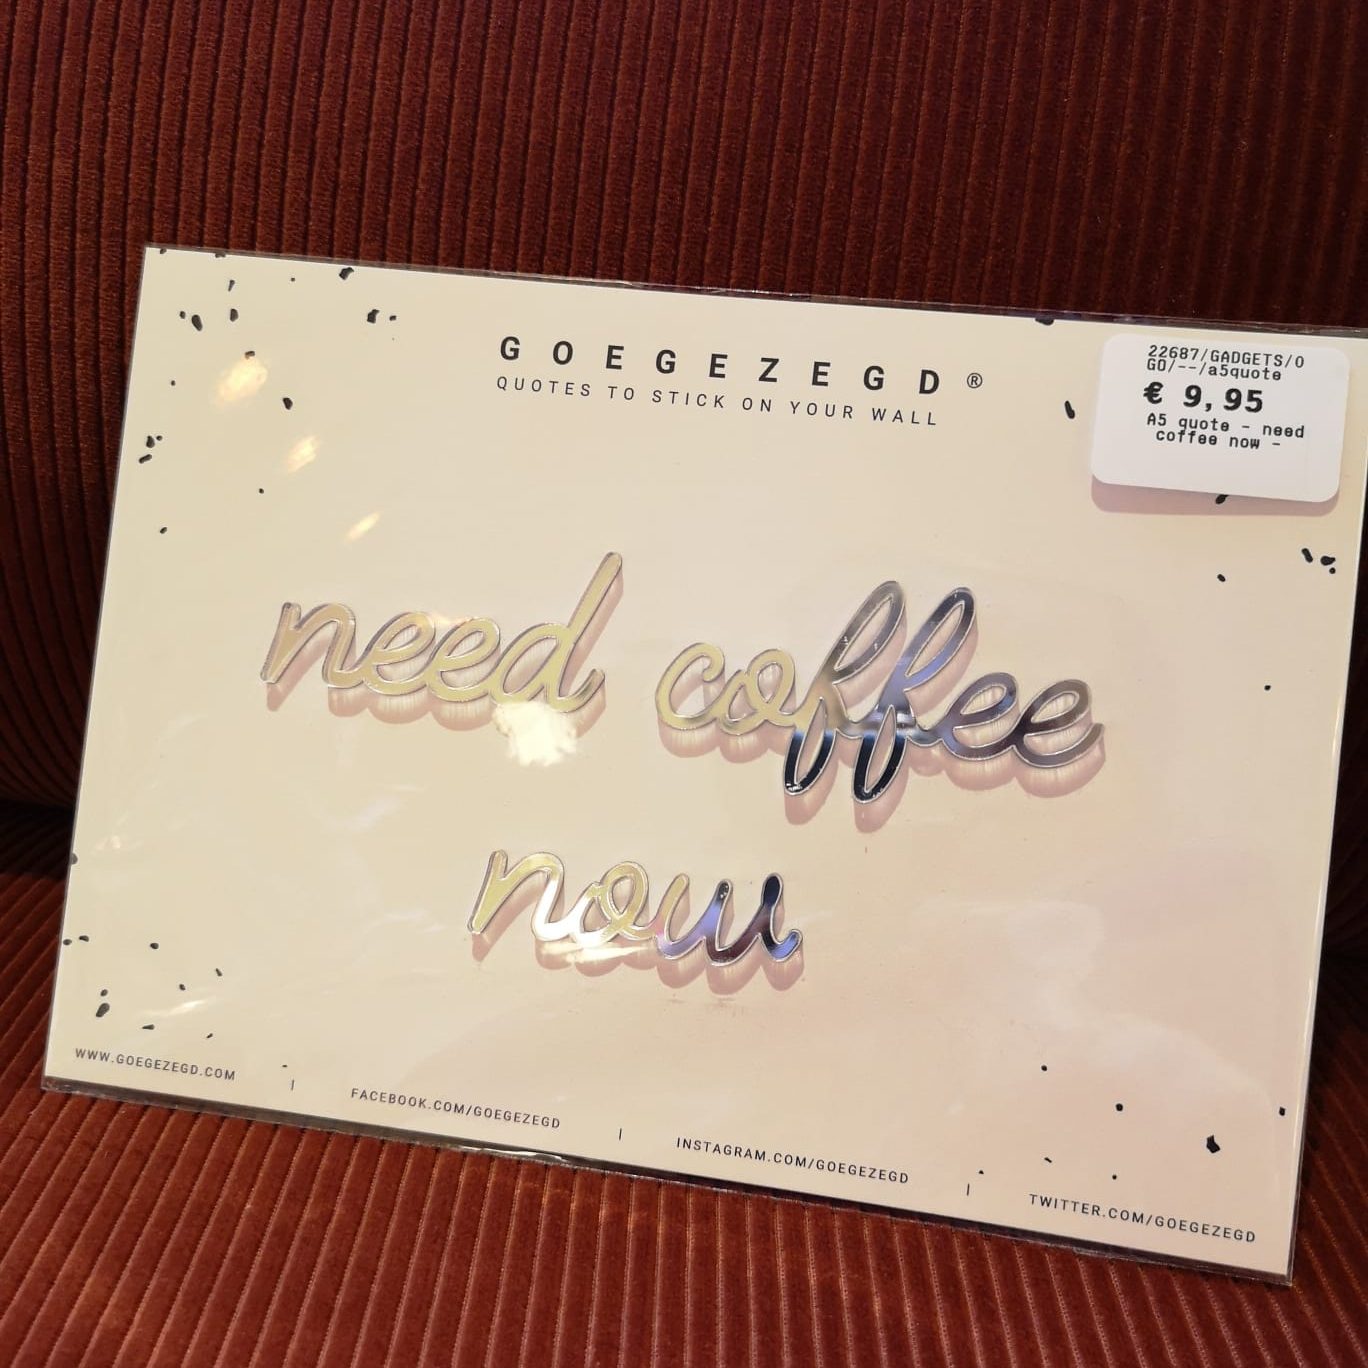 GOEGEZEGD®
QUOTES TO STICK ON YOUR WALL
22687/GADGETS/O
GO/--/a5quote
€ 9,95
A5 quote - need
coffee now -
need coffee
now
WWW.GOEGEZEGD.COM | FACEBOOK.COM/GOEGEZEGD | INSTAGRAM.COM/GOEGEZEGD | TWITTER.COM/GOEGEZEGD